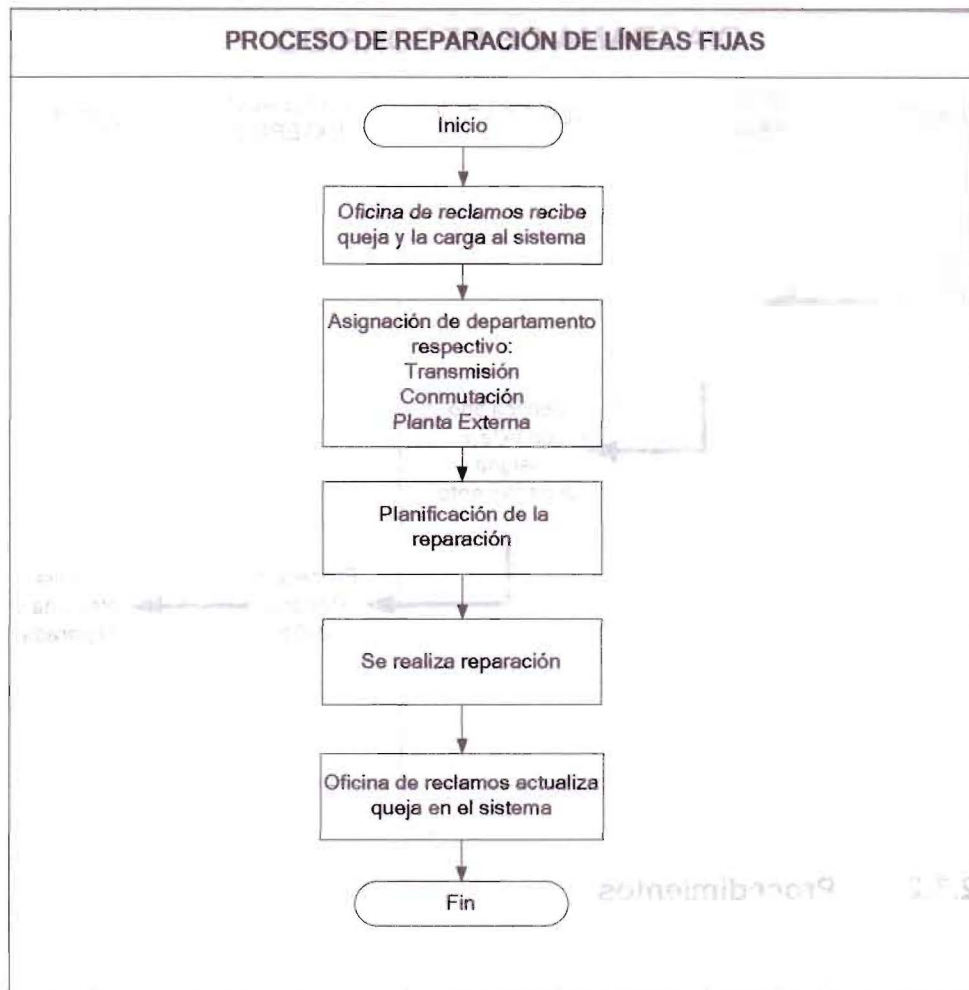 PROCESO DE REPARACIÓN DE LÍNEAS FIJAS
Inicio
Oficina de reclamos recibe
queja y la carga al sistema
Asignación de departamento
respectivo:
Transmisión
Conmutación
Planta Externa
Planificación de la
reparación
Se realiza reparación
Oficina de reclamos actualiza
queja en el sistema
Procedimientos
Fin